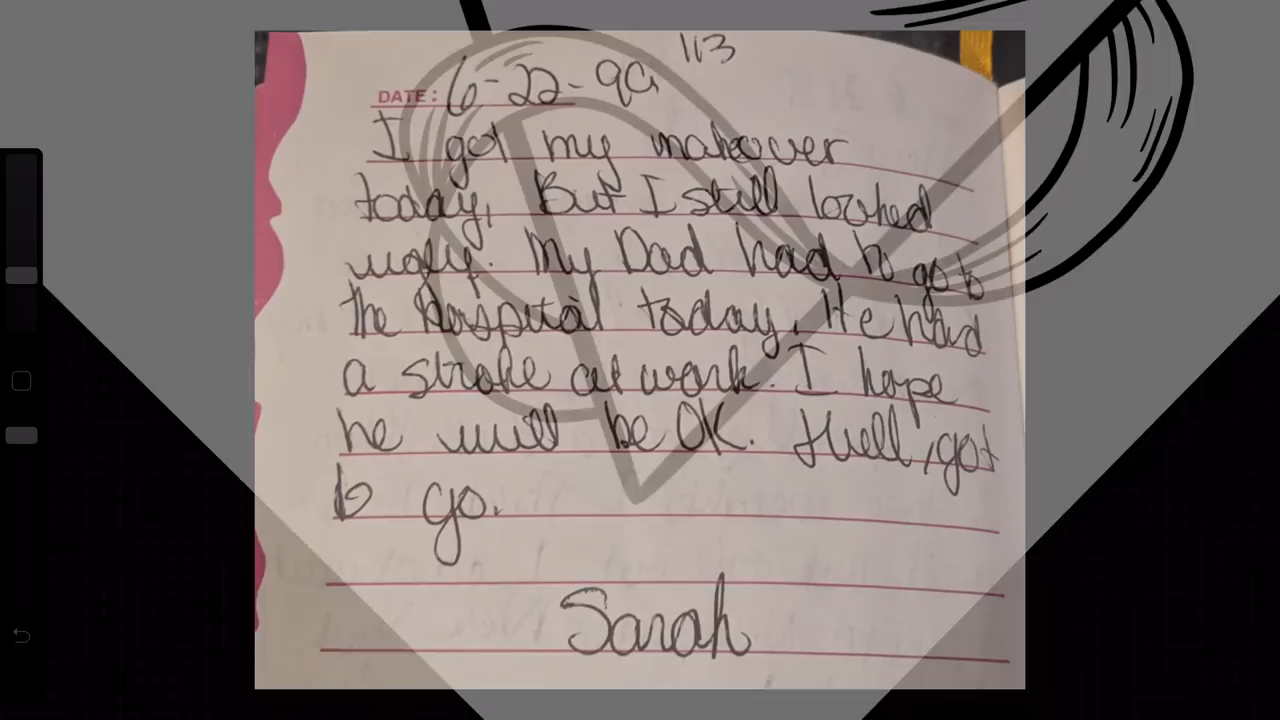 113
DATE: 6-22-99
I got my makeover
today, But I still looked
ugly. My Dad had to go to
the hospital today. He had
a stroke at work. I hope
he will be OK. Well, got
to go.
Sarah